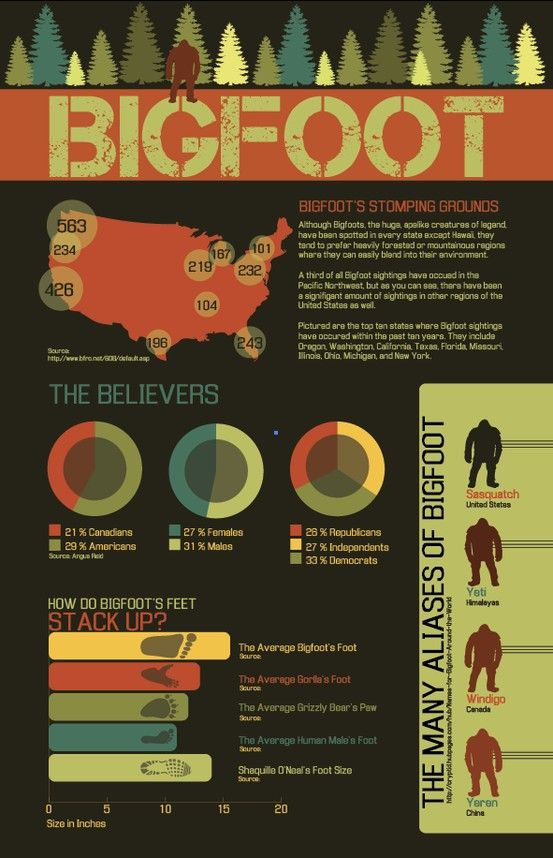 BIGFOOT
563
234
426
219
167
101
232
104
196
243
Source:
http://www.bfro.net/GDB/default.asp
BIGFOOT'S STOMPING GROUNDS
Although Bigfoots, the huge, apelike creatures of legend,
have been spotted in every state except Hawaii, they
tend to prefer heavily forested or mountainous regions
where they can easily blend into their environment.
A third of all Bigfoot sightings have occued in the
Pacific Northwest, but as you can see, there have been
a signifigant amount of sightings in other regions of the
United States as well.
Pictured are the top ten states where Bigfoot sightings
have occured within the past ten years. They include
Oregon, Washington, California, Texas, Florida, Missouri,
Illinois, Ohio, Michigan, and New York.
THE BELIEVERS
21 % Canadians
29 % Americans
Source: Angus Reid
27 % Females
31 % Males
26 % Republicans
27 % Independents
33 % Democrats
HOW DO BIGFOOT'S FEET
STACK UP?
The Average Bigfoot's Foot
Source:
The Average Gorilla's Foot
Source:
The Average Grizzly Bear's Paw
Source:
The Average Human Male's Foot
Source:
Shaquille O'Neal's Foot Size
Source:
0 5 10 15 20
Size in Inches
THE MANY ALIASES OF BIGFOOT
Sasquatch
United States
Yeti
Himalayas
Windigo
Canada
Yeren
China